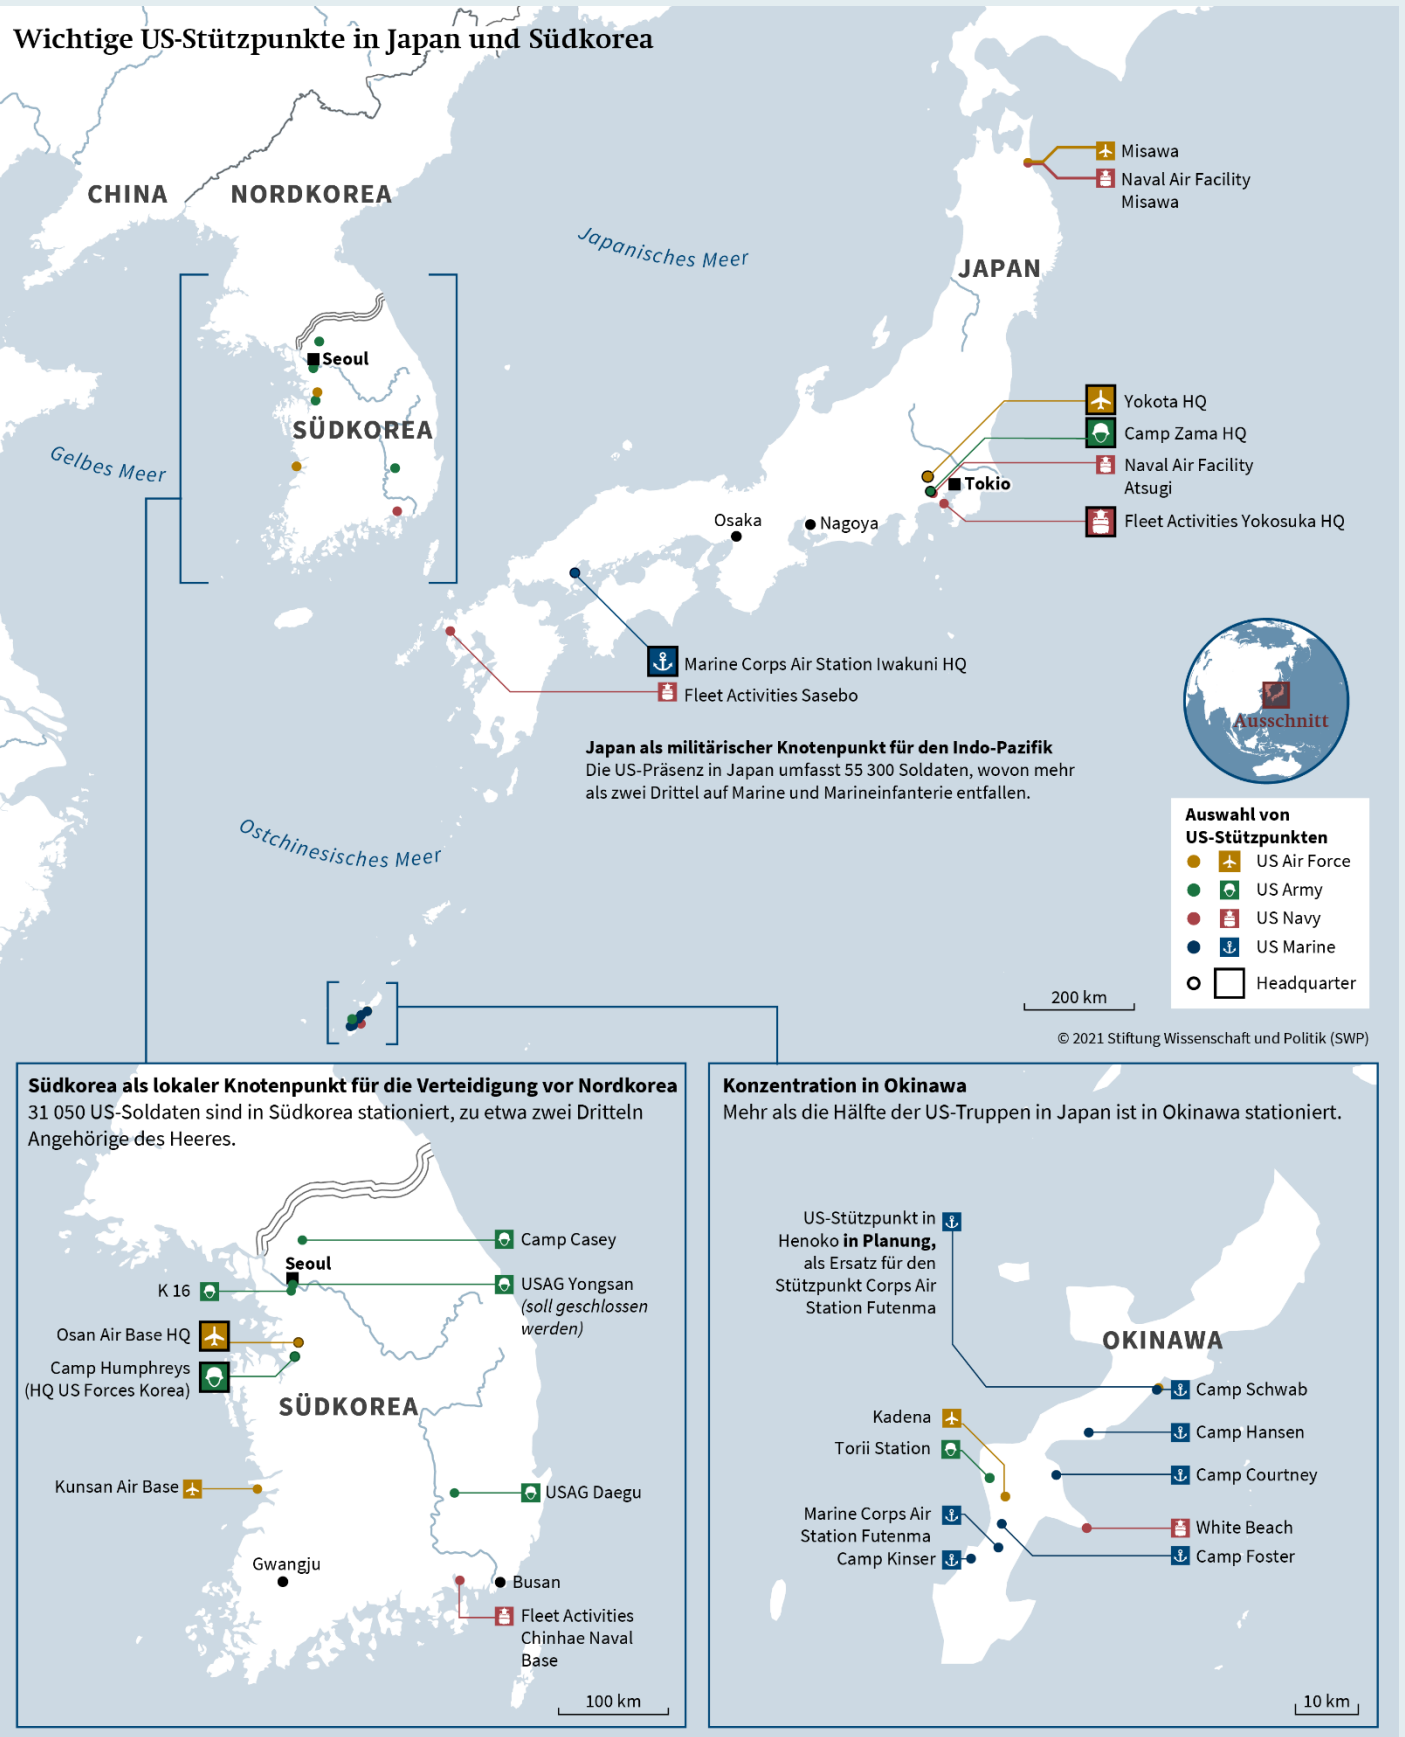 Wichtige US-Stützpunkte in Japan und Südkorea
CHINA
NORDKOREA
Japanisches Meer
JAPAN
Misawa
Naval Air Facility
Misawa
Seoul
SÜDKOREA
Gelbes Meer
Yokota HQ
Camp Zama HQ
Naval Air Facility
Atsugi
Fleet Activities Yokosuka HQ
Tokio
Osaka
Nagoya
Marine Corps Air Station Iwakuni HQ
Fleet Activities Sasebo
Ausschnitt
Japan als militärischer Knotenpunkt für den Indo-Pazifik
Die US-Präsenz in Japan umfasst 55 300 Soldaten, wovon mehr
als zwei Drittel auf Marine und Marineinfanterie entfallen.
Ostchinesisches Meer
Auswahl von
US-Stützpunkten
US Air Force
US Army
US Navy
US Marine
Headquarter
200 km
© 2021 Stiftung Wissenschaft und Politik (SWP)
Südkorea als lokaler Knotenpunkt für die Verteidigung vor Nordkorea
31 050 US-Soldaten sind in Südkorea stationiert, zu etwa zwei Dritteln
Angehörige des Heeres.
Camp Casey
Seoul
K 16
USAG Yongsan
(soll geschlossen
werden)
Osan Air Base HQ
Camp Humphreys
(HQ US Forces Korea)
SÜDKOREA
Kunsan Air Base
USAG Daegu
Gwangju
Busan
Fleet Activities
Chinhae Naval
Base
100 km
Konzentration in Okinawa
Mehr als die Hälfte der US-Truppen in Japan ist in Okinawa stationiert.
US-Stützpunkt in
Henoko in Planung,
als Ersatz für den
Stützpunkt Corps Air
Station Futenma
OKINAWA
Camp Schwab
Kadena
Camp Hansen
Torii Station
Camp Courtney
Marine Corps Air
Station Futenma
White Beach
Camp Kinser
Camp Foster
10 km